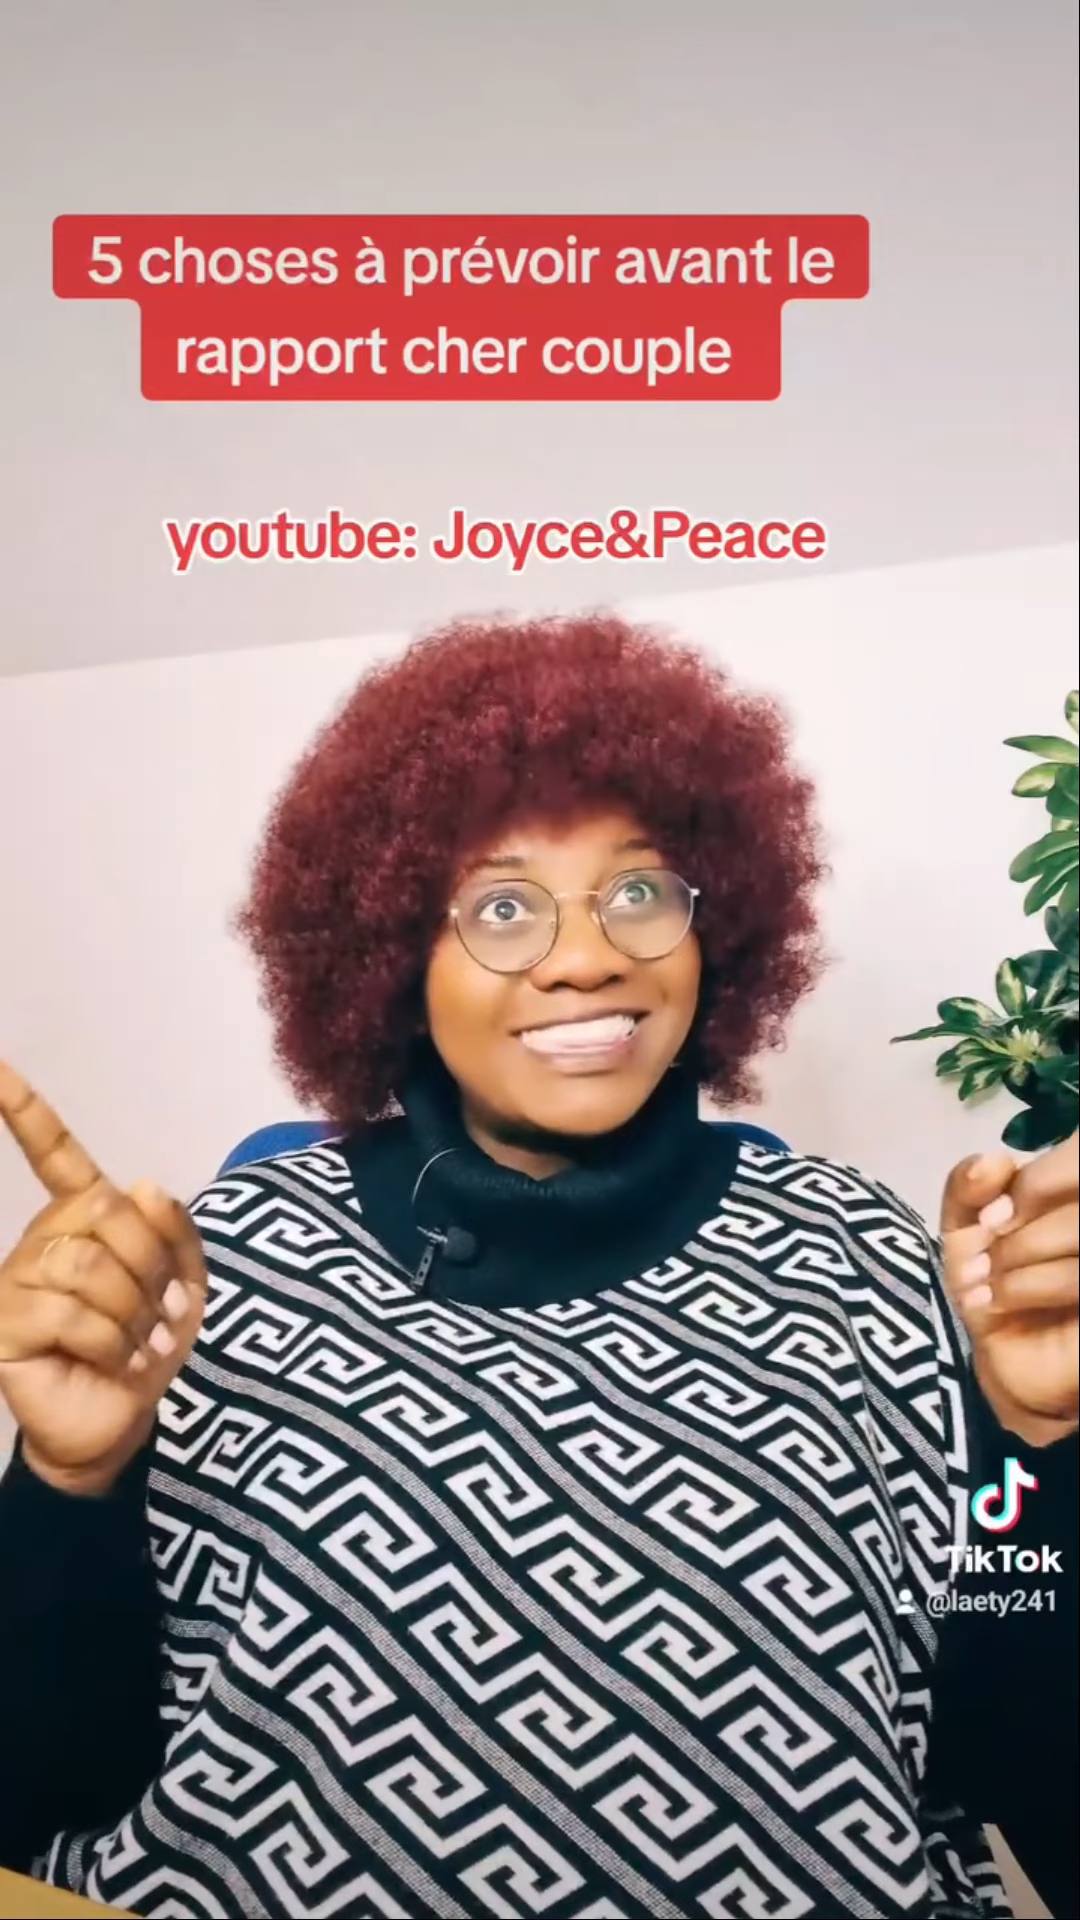 5 choses à prévoir avant le
rapport cher couple
youtube: Joyce&Peace
TikTok
@laety241